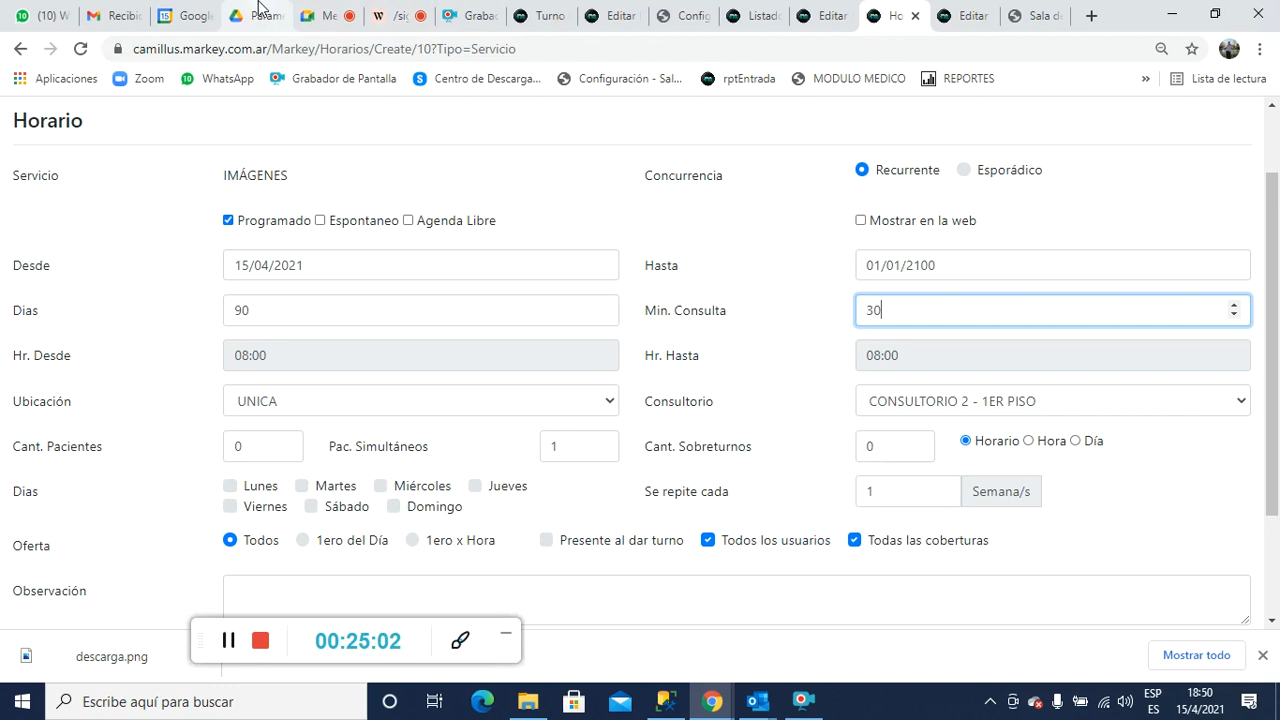 (10) W
Recibic
Google
Me
/sig
Grabac
Turno
Editar
Config
Listado
Editar
Ho
Editar
Sala de
camillus.markey.com.ar/Markey/Horarios/Create/10?Tipo=Servicio
Aplicaciones
Zoom
WhatsApp
Grabador de Pantalla
Centro de Descarga...
Configuración - Sal...
rptEntrada
MODULO MEDICO
REPORTES
»
Lista de lectura
Horario
Servicio
IMÁGENES
Concurrencia
Recurrente
Esporádico
Programado
Espontaneo
Agenda Libre
Mostrar en la web
Desde
15/04/2021
Hasta
01/01/2100
Dias
90
Min. Consulta
30
Hr. Desde
08:00
Hr. Hasta
08:00
Ubicación
UNICA
Consultorio
CONSULTORIO 2 - 1ER PISO
Cant. Pacientes
0
Pac. Simultáneos
1
Cant. Sobreturnos
0
Horario
Hora
Día
Dias
Lunes
Martes
Miércoles
Jueves
Viernes
Sábado
Domingo
Se repite cada
1
Semana/s
Oferta
Todos
1ero del Día
1ero x Hora
Presente al dar turno
Todos los usuarios
Todas las coberturas
Observación
00:25:02
descarga.png
Mostrar todo
Escribe aquí para buscar
ESP
ES
18:50
15/4/2021